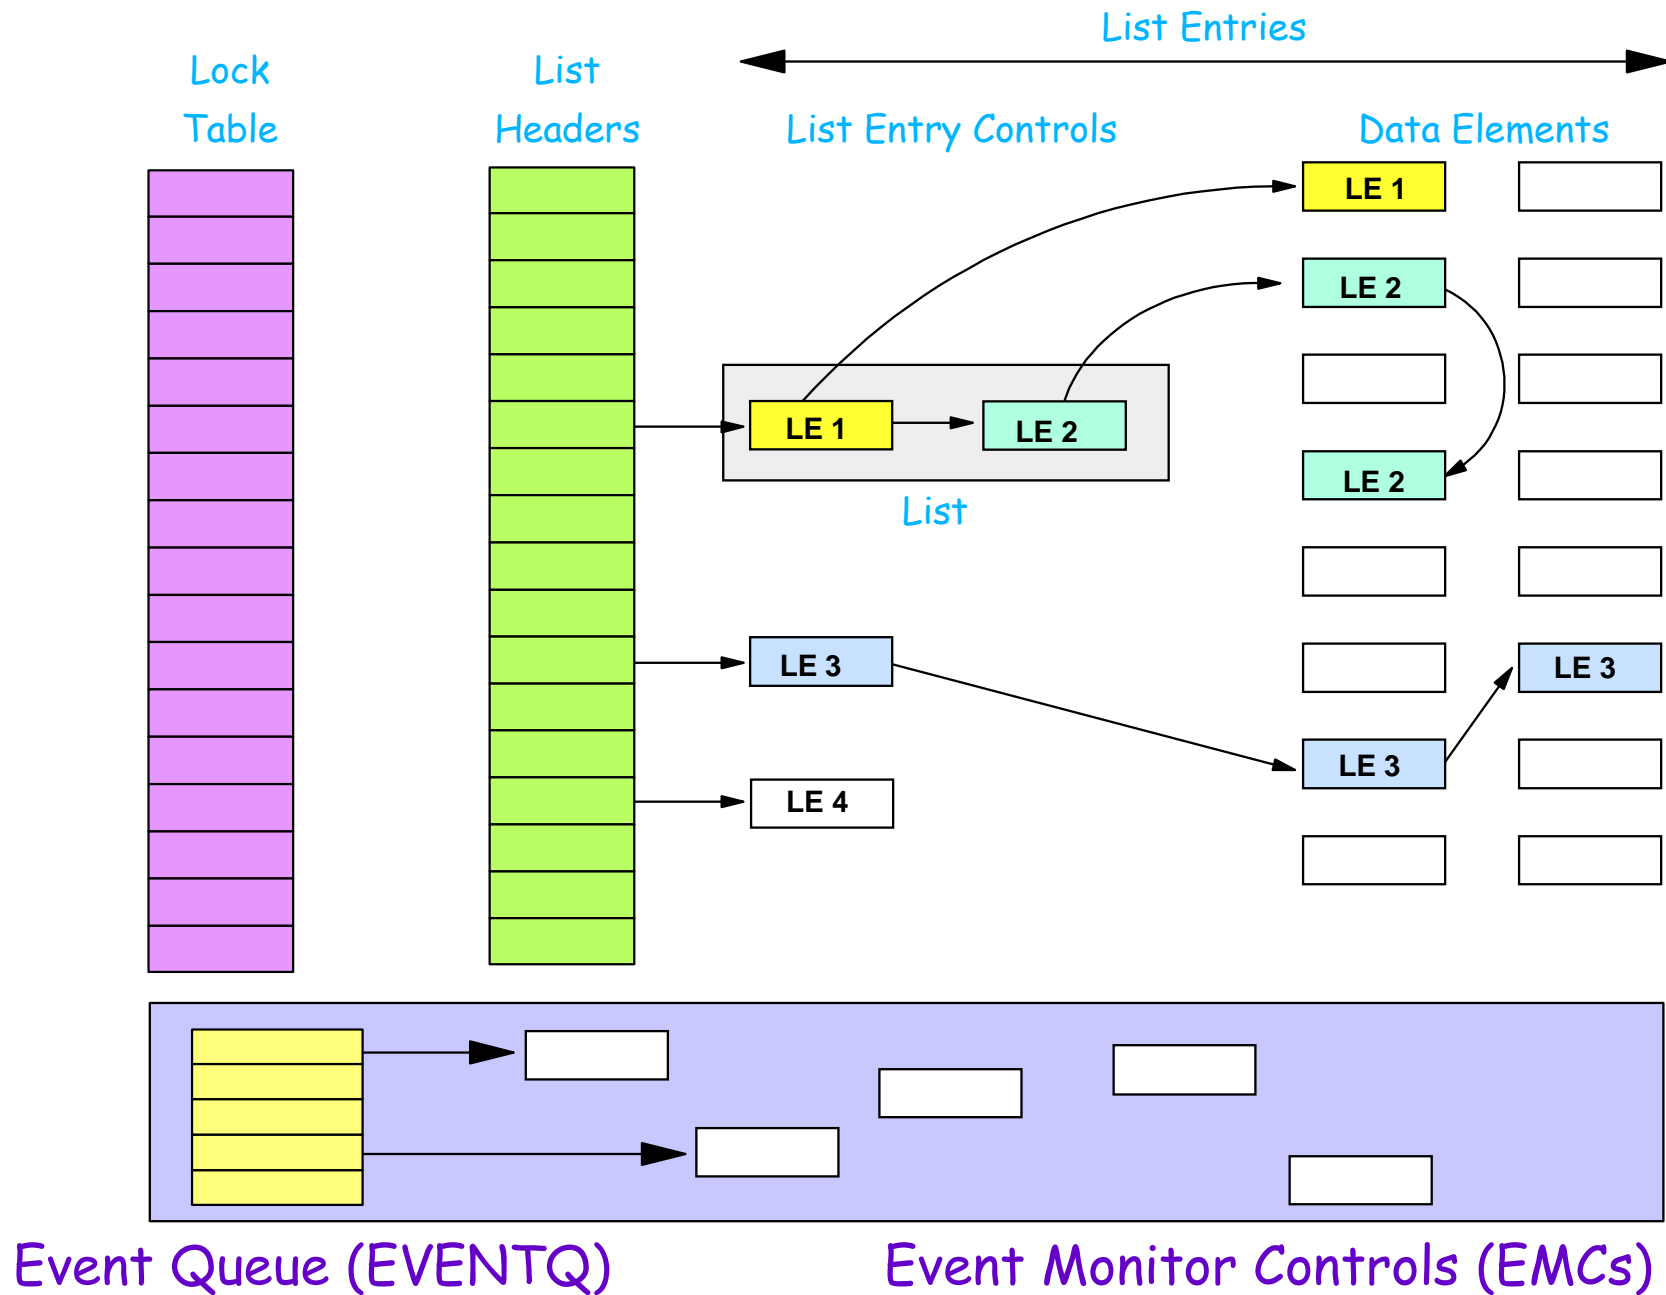 List Entries
Lock
Table
List
Headers
List Entry Controls
Data Elements
LE 1
LE 2
LE 1
LE 2
LE 2
List
LE 3
LE 3
LE 3
LE 4
Event Queue (EVENTQ)
Event Monitor Controls (EMCs)